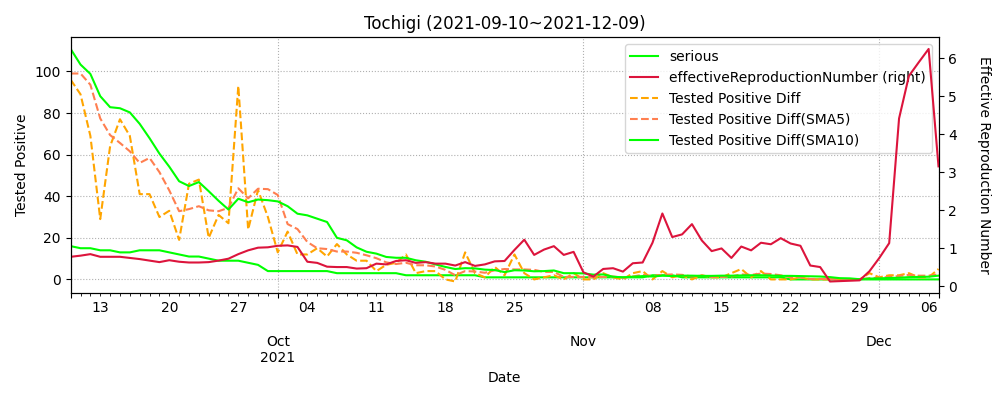 Tochigi (2021-09-10~2021-12-09)
serious
effectiveReproductionNumber (right)
Tested Positive Diff
Tested Positive Diff(SMA5)
Tested Positive Diff(SMA10)
Tested Positive
100
80
60
40
20
0
Effective Reproduction Number
6
5
4
3
2
1
0
13 20 27 04 11 18 25 08 15 22 29 06
Oct Nov Dec
2021
Date